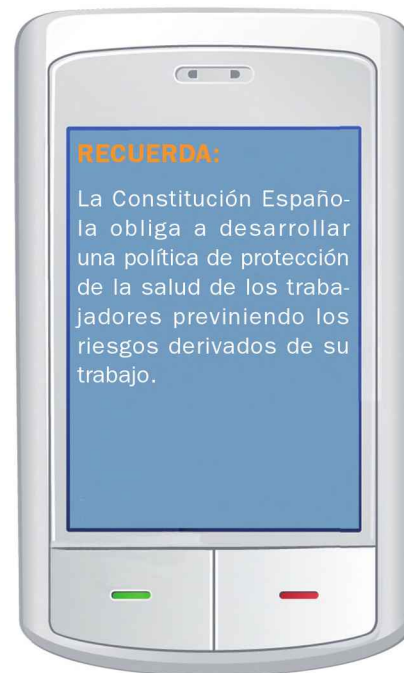 RECUERDA:
La Constitución Españo-
la obliga a desarrollar
una política de protección
de la salud de los traba-
jadores previniendo los
riesgos derivados de su
trabajo.